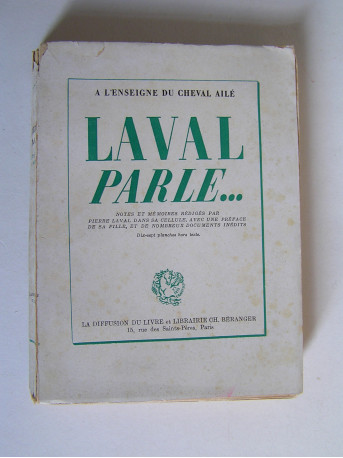 A L'ENSEIGNE DU CHEVAL AILÉ
LAVAL
PARLE...
NOTES ET MÉMOIRES RÉDIGÉS PAR
PIERRE LAVAL DANS SA CELLULE, AVEC UNE PRÉFACE
DE SA FILLE, ET DE NOMBREUX DOCUMENTS INÉDITS
Dix-sept planches hors texte.
LA DIFFUSION DU LIVRE et LIBRAIRIE CH. BÉRANGER
15, rue des Saints-Pères, Paris